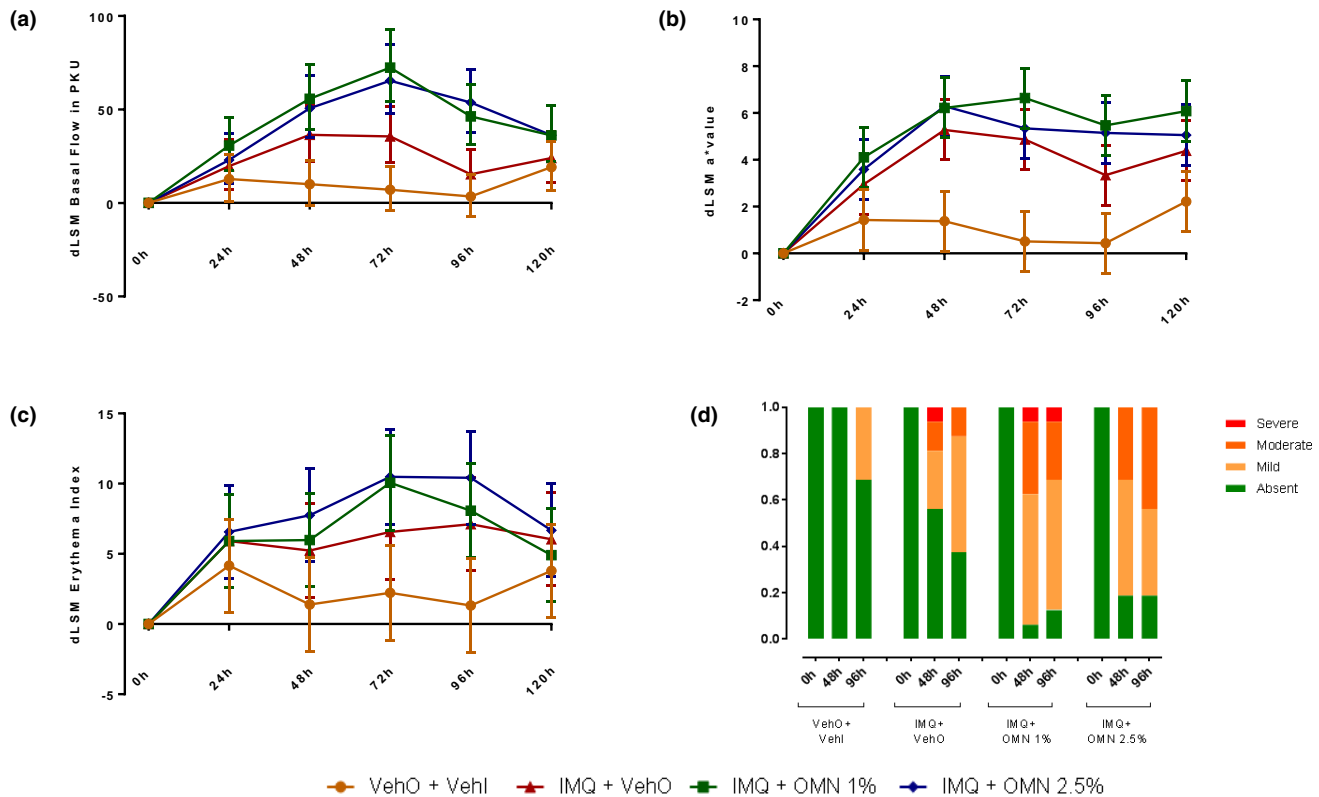 (a)
dLSM Basal Flow in PKU
100
50
0
-50
0h
24h
48h
72h
96h
120h
(b)
dLSM a*value
10
8
6
4
2
0
-2
0h
24h
48h
72h
96h
120h
(c)
dLSM Erythema Index
15
10
5
0
-5
0h
24h
48h
72h
96h
120h
(d)
1.0
0.8
0.6
0.4
0.2
0.0
0h
48h
96h
0h
48h
96h
0h
48h
96h
0h
48h
96h
VehO +
VehI
IMQ+
VehO
IMQ+
OMN 1%
IMQ+
OMN 2.5%
Severe
Moderate
Mild
Absent
VehO + VehI
IMQ + VehO
IMQ + OMN 1%
IMQ + OMN 2.5%